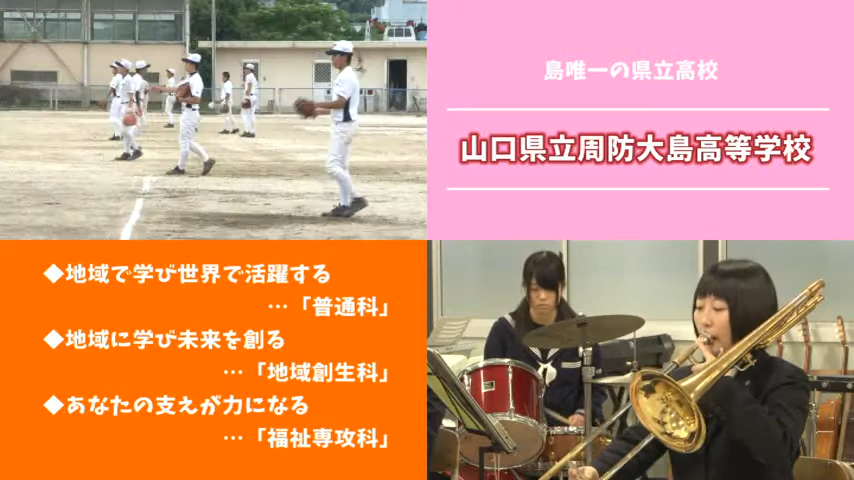 島唯一の県立高校
山口県立周防大島高等学校
◆地域で学び世界で活躍する
…「普通科」
◆地域に学び未来を創る
…「地域創生科」
◆あなたの支えが力になる
…「福祉専攻科」